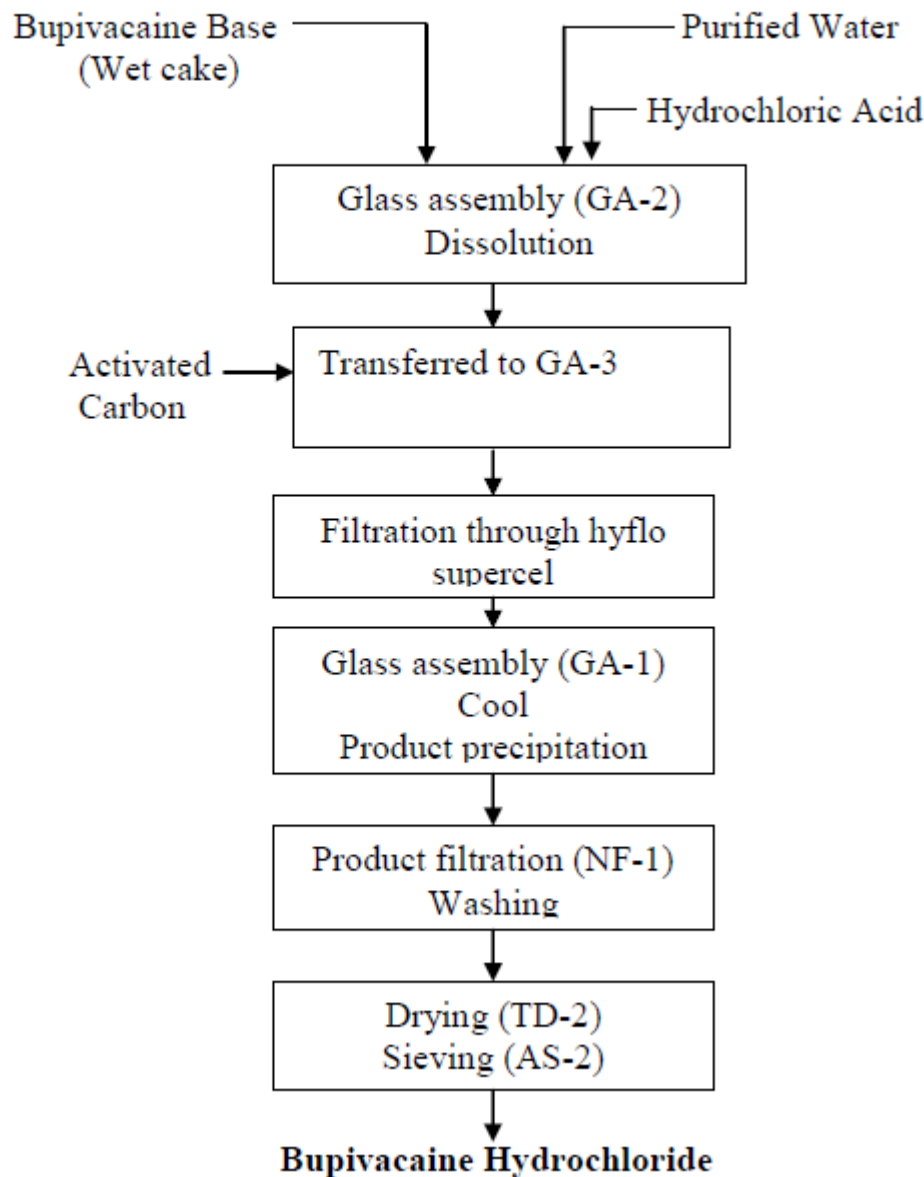 Bupivacaine Base
(Wet cake)
Purified Water
Hydrochloric Acid
Glass assembly (GA-2)
Dissolution
Activated
Carbon
Transferred to GA-3
Filtration through hyflo
supercel
Glass assembly (GA-1)
Cool
Product precipitation
Product filtration (NF-1)
Washing
Drying (TD-2)
Sieving (AS-2)
Bupivacaine Hydrochloride